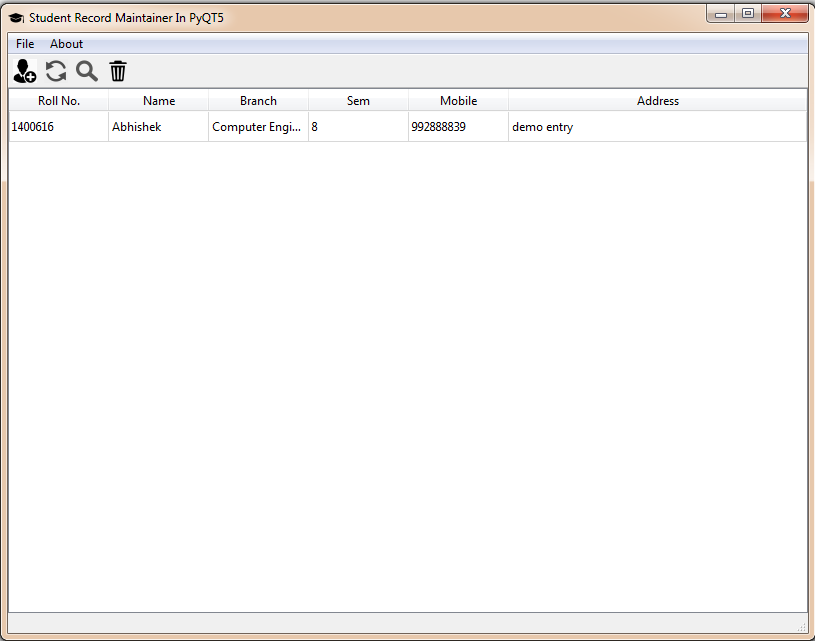 Student Record Maintainer In PyQT5
File About
Roll No. Name Branch Sem Mobile Address
1400616 Abhishek Computer Engi... 8 992888839 demo entry